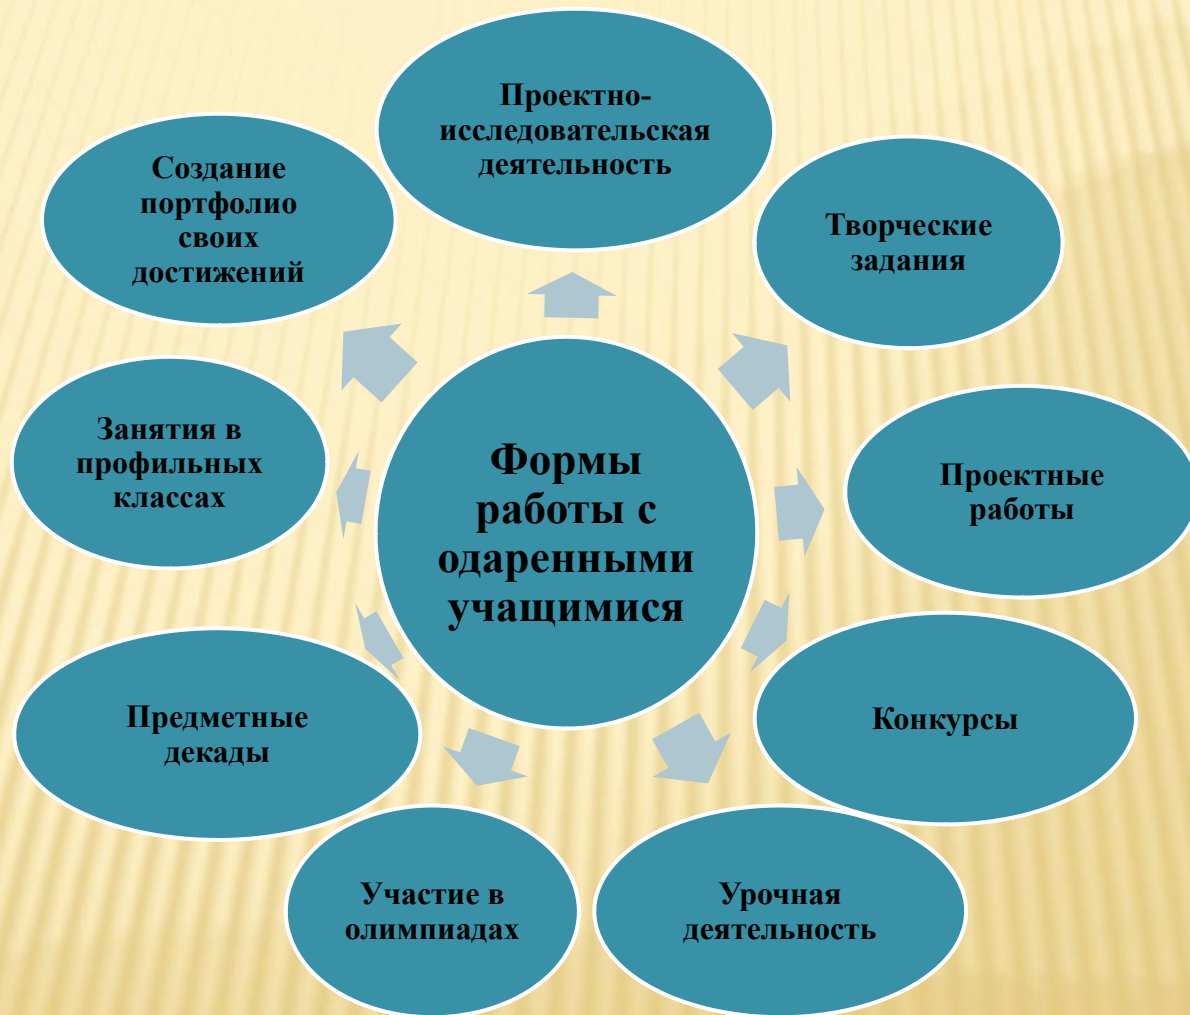 Проектно-
исследовательская
деятельность
Создание
портфолио
своих
достижений
Творческие
задания
Занятия в
профильных
классах
Формы
работы с
одаренными
учащимися
Проектные
работы
Предметные
декады
Конкурсы
Участие в
олимпиадах
Урочная
деятельность